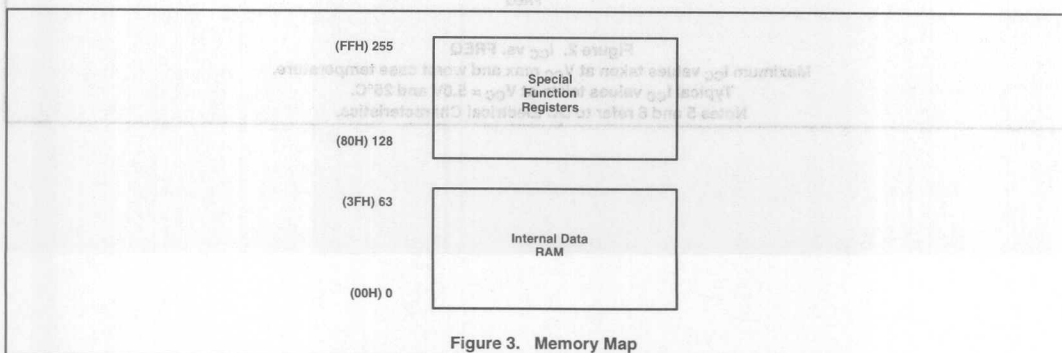 FREQ
Figure 2. ICC vs. FREQ
Maximum ICC values taken at VCC max and worst case temperature.
Typical ICC values taken at VCC = 5.0V and 25°C.
Notes 5 and 6 refer to DC Electrical Characteristics.
(FFH) 255
Special
Function
Registers
(80H) 128
(3FH) 63
Internal Data
RAM
(00H) 0
Figure 3. Memory Map